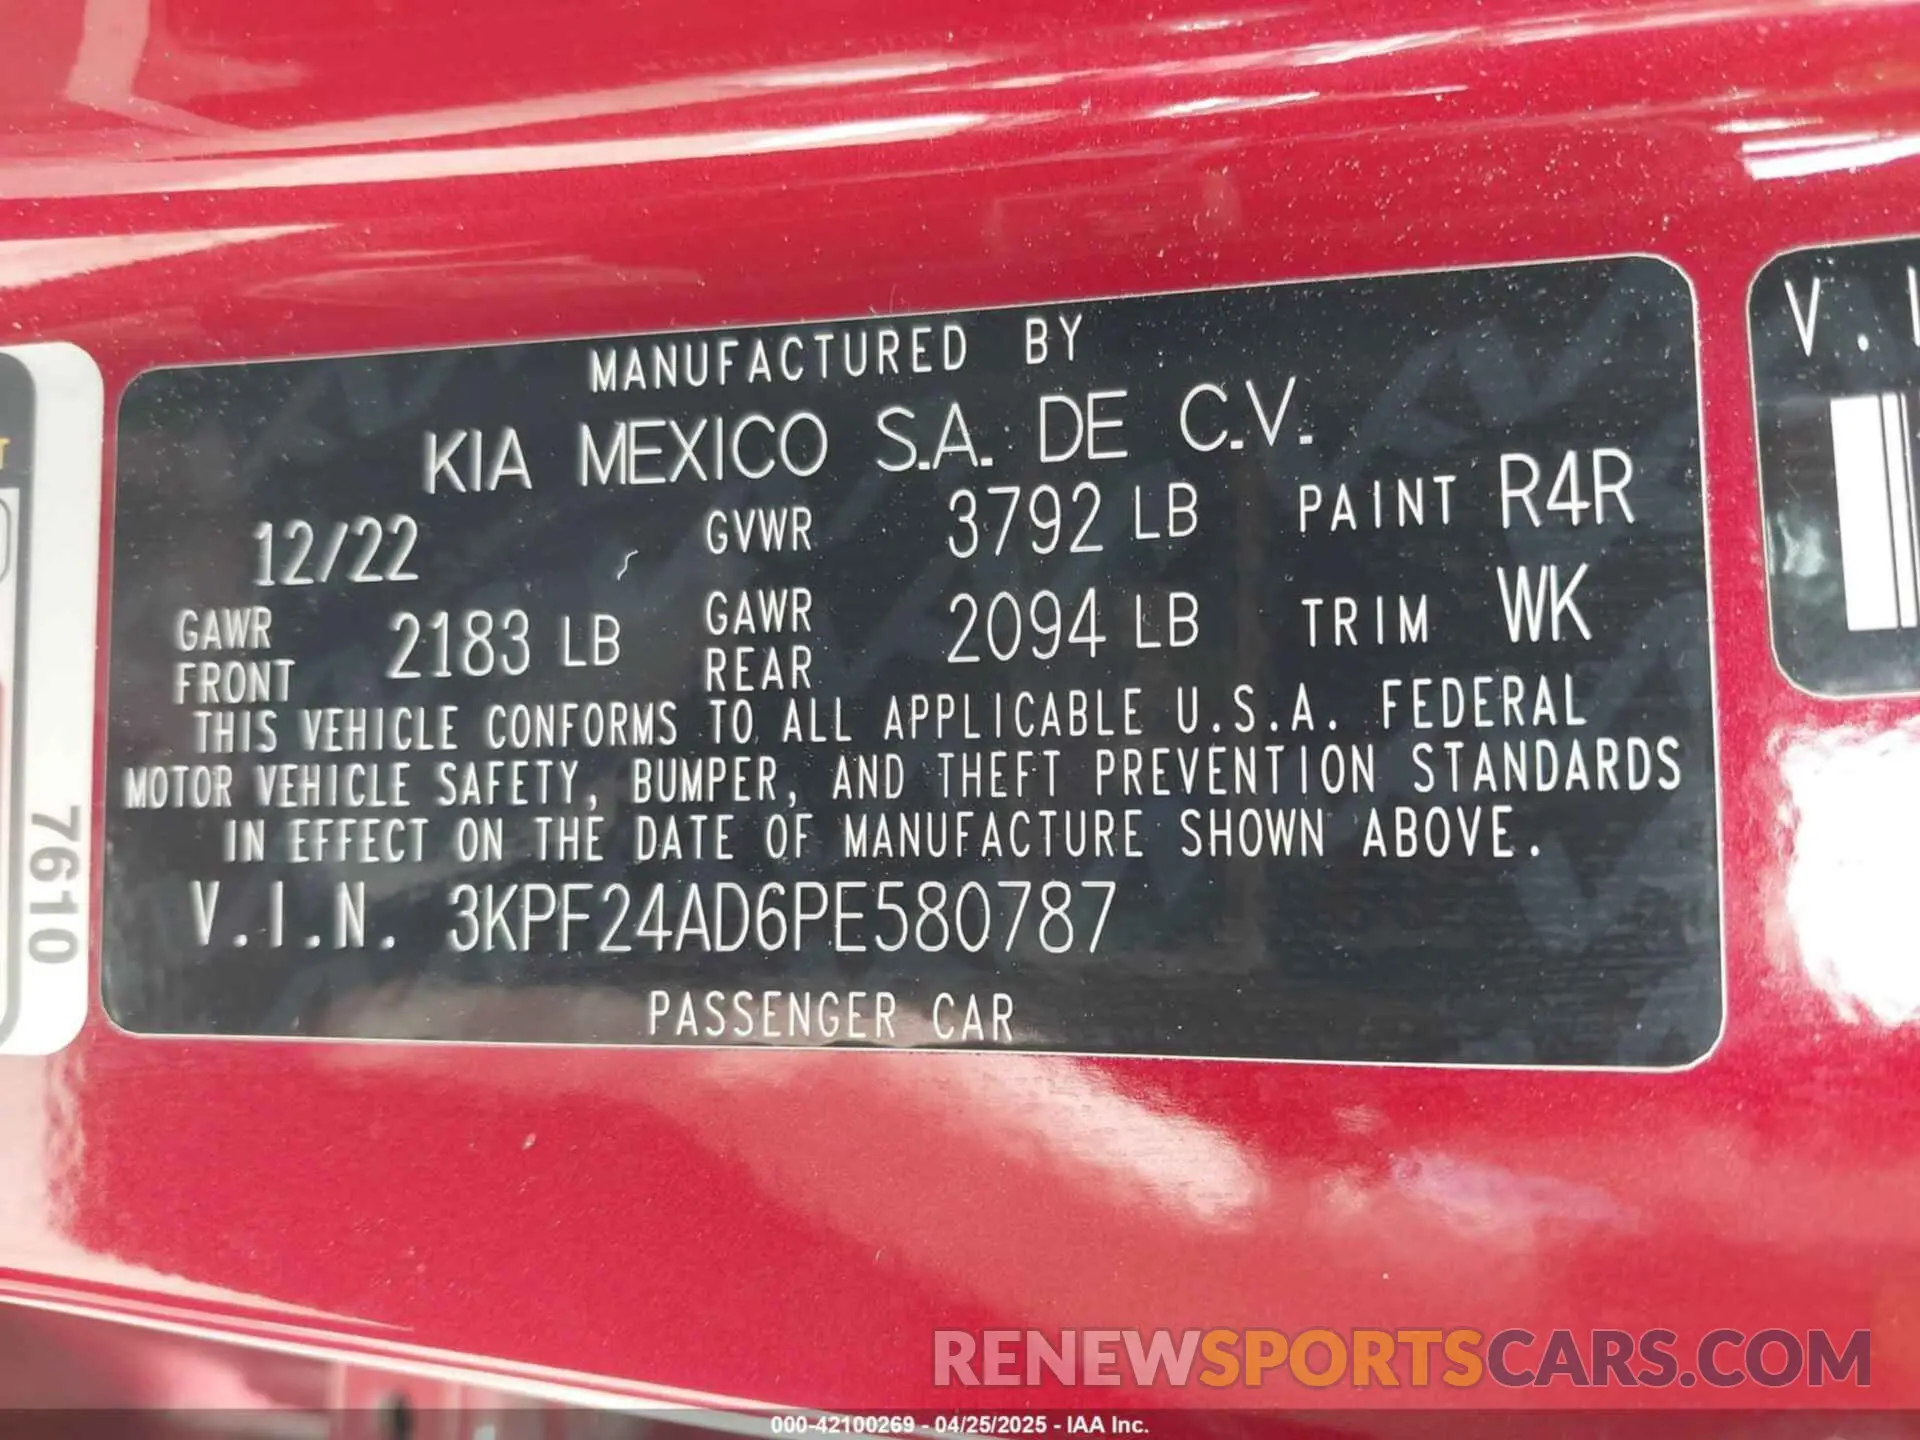 MANUFACTURED BY
KIA MEXICO S.A. DE C.V.
12/22 GVWR 3792 LB PAINT R4R
GAWR FRONT 2183 LB GAWR REAR 2094 LB TRIM WK
THIS VEHICLE CONFORMS TO ALL APPLICABLE U.S.A. FEDERAL
MOTOR VEHICLE SAFETY, BUMPER, AND THEFT PREVENTION STANDARDS
IN EFFECT ON THE DATE OF MANUFACTURE SHOWN ABOVE.
V.I.N. 3KPF24AD6PE580787
PASSENGER CAR
7610
V.
RENEWSPORTSCARS.COM
000-42100269 - 04/25/2025 - IAA Inc.